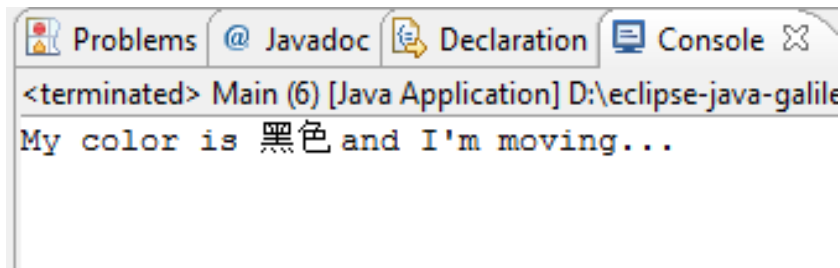 Problems @ Javadoc Declaration Console
<terminated> Main (6) [Java Application] D:\eclipse-java-galile
My color is 黑色 and I'm moving...